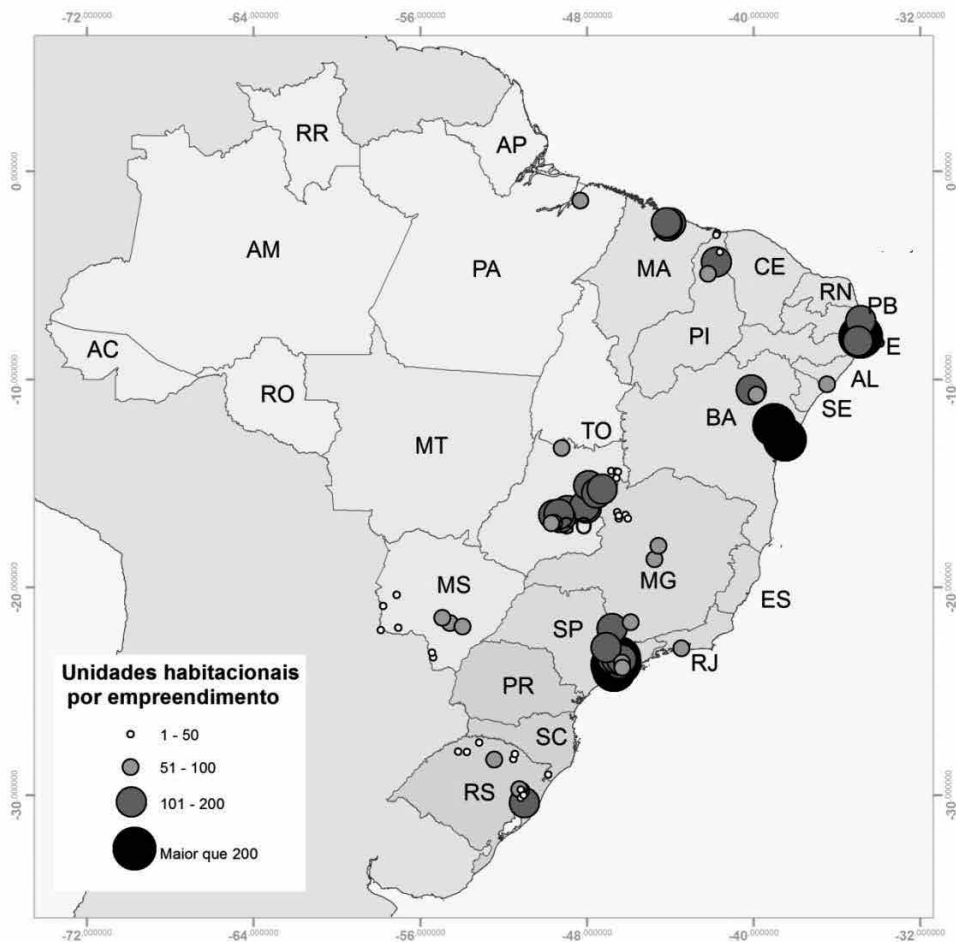 -72.000000 -64.000000 -56.000000 -48.000000 -40.000000 -32.000000
RR
AP
0.000000 0.000000
AM
PA
MA
CE
RN
PB
PI
E
AC
AL
-10.000000 -10.000000
RO
SE
BA
TO
MT
MG
MS
ES
-20.000000 -20.000000
SP
RJ
PR
SC
RS
-30.000000 -30.000000
Unidades habitacionais
por empreendimento
1 - 50
51 - 100
101 - 200
Maior que 200
-72.000000 -64.000000 -56.000000 -48.000000 -40.000000 -32.000000